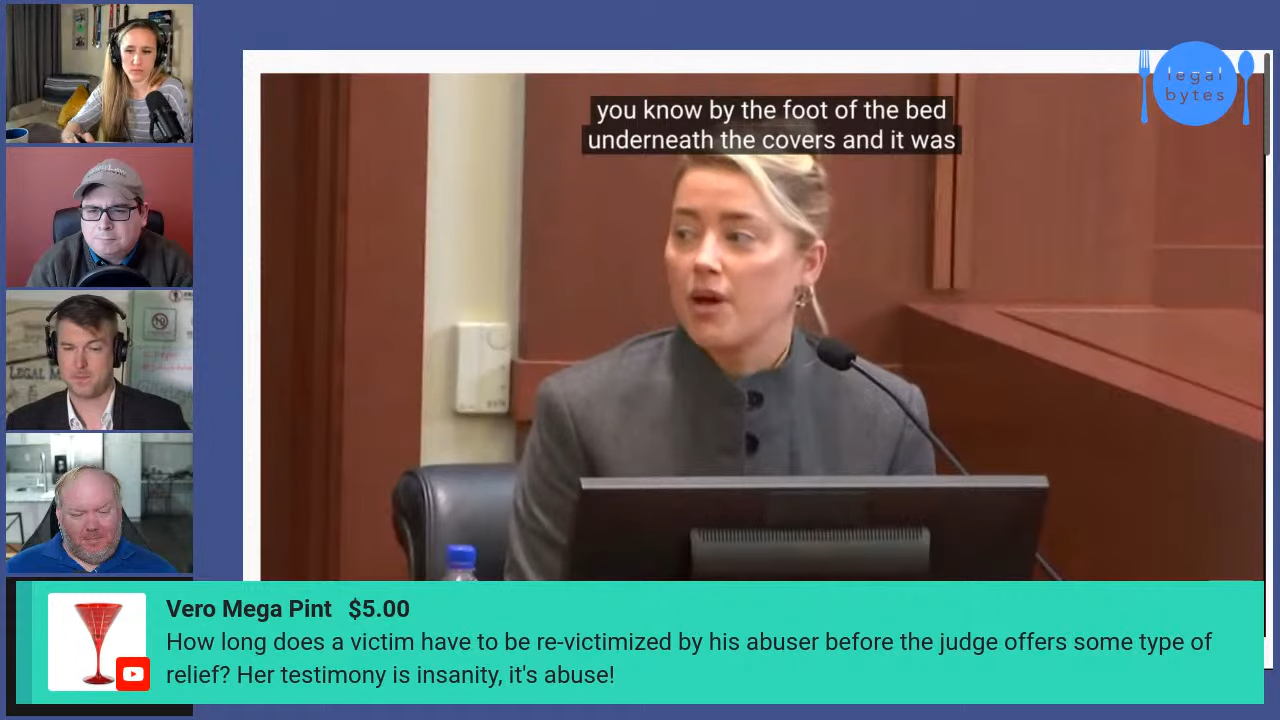 legal
bytes
you know by the foot of the bed
underneath the covers and it was
Vero Mega Pint $5.00
How long does a victim have to be re-victimized by his abuser before the judge offers some type of
relief? Her testimony is insanity, it's abuse!